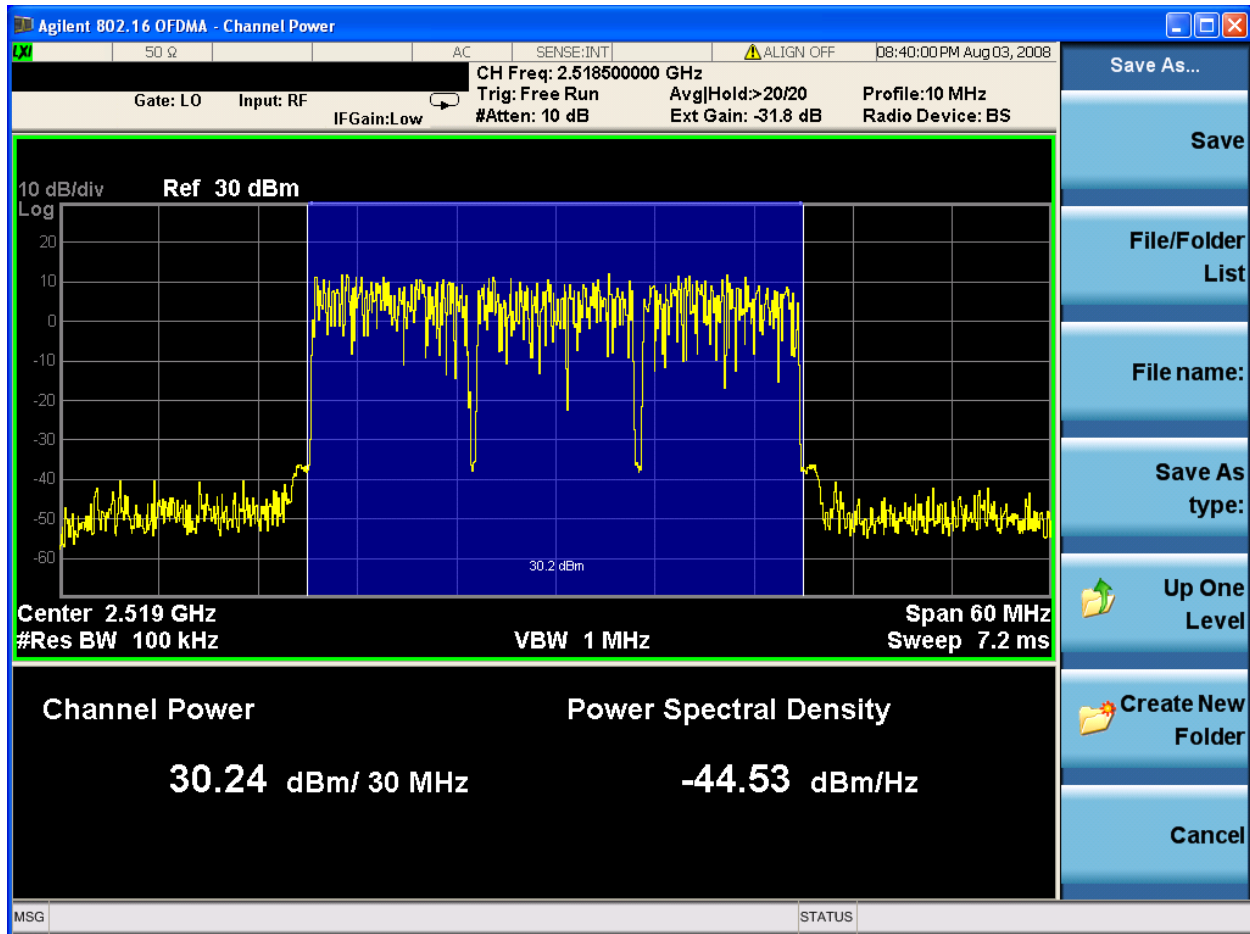 Agilent 802.16 OFDMA - Channel Power
LXI 50 Ω AC SENSE:INT ALIGN OFF 08:40:00 PM Aug 03, 2008
CH Freq: 2.518500000 GHz
Gate: LO Input: RF Trig: Free Run Avg|Hold:>20/20 Profile:10 MHz
IFGain:Low #Atten: 10 dB Ext Gain: -31.8 dB Radio Device: BS
10 dB/div Ref 30 dBm
Log
20
10
0
-10
-20
-30
-40
-50
-60
30.2 dBm
Center 2.519 GHz Span 60 MHz
#Res BW 100 kHz VBW 1 MHz Sweep 7.2 ms
Channel Power Power Spectral Density
30.24 dBm/ 30 MHz -44.53 dBm/Hz
MSG STATUS
Save As...
Save
File/Folder
List
File name:
Save As
type:
Up One
Level
Create New
Folder
Cancel